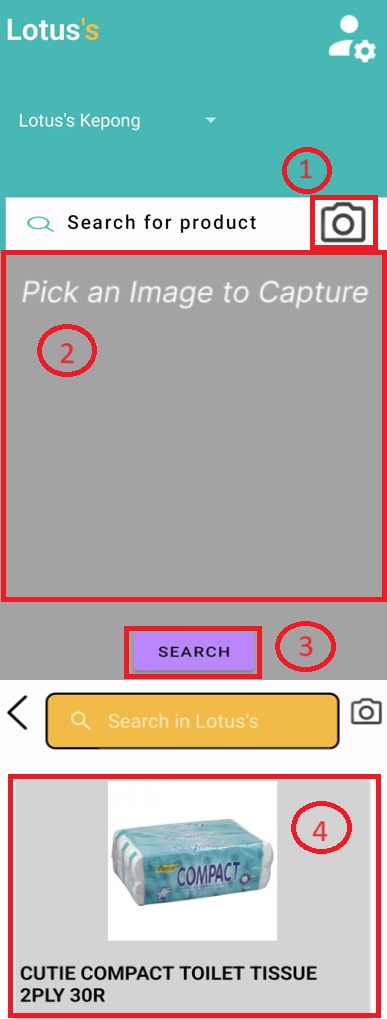 Lotus's
Lotus's Kepong
1
Search for product
Pick an Image to Capture
2
SEARCH
3
Search in Lotus's
4
Cutie
COMPACT
CUTIE COMPACT TOILET TISSUE
2PLY 30R